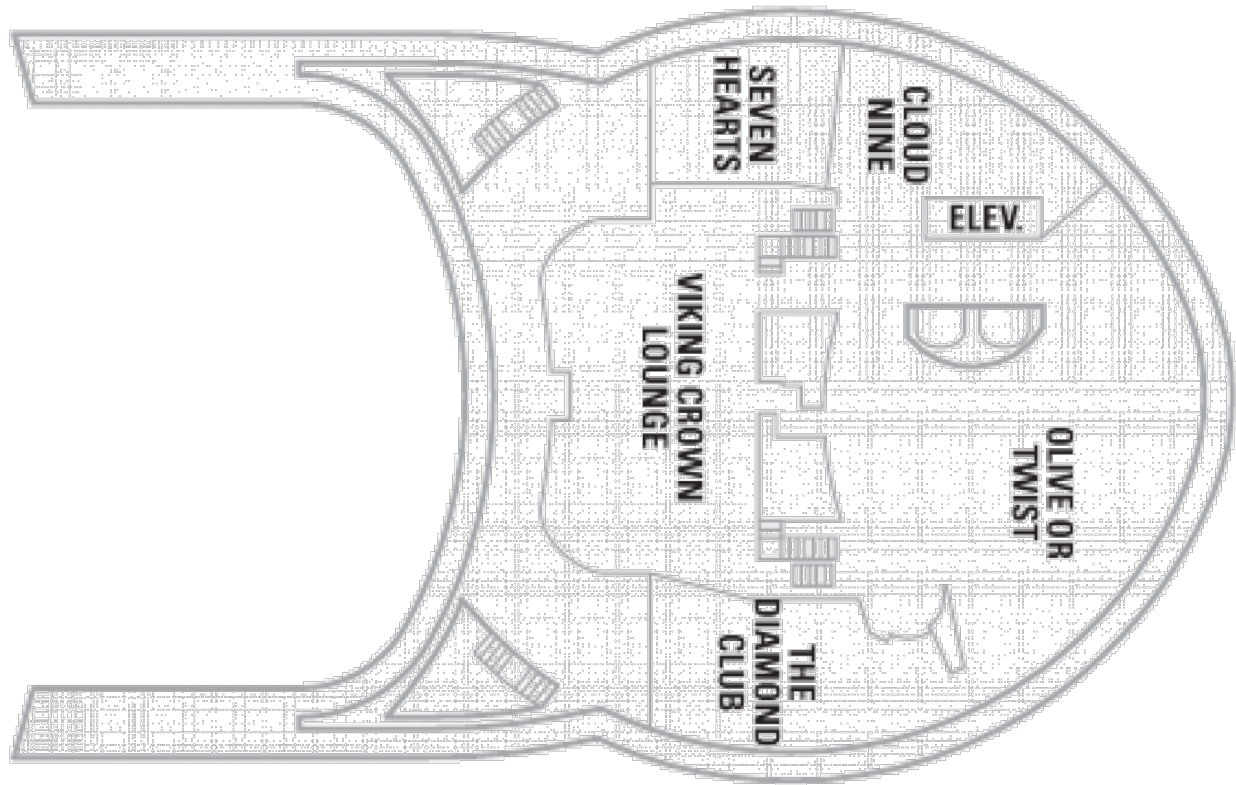 SEVEN
HEARTS
CLOUD
NINE
ELEV.
VIKING CROWN
LOUNGE
OLIVE OR
TWIST
THE
DIAMOND
CLUB